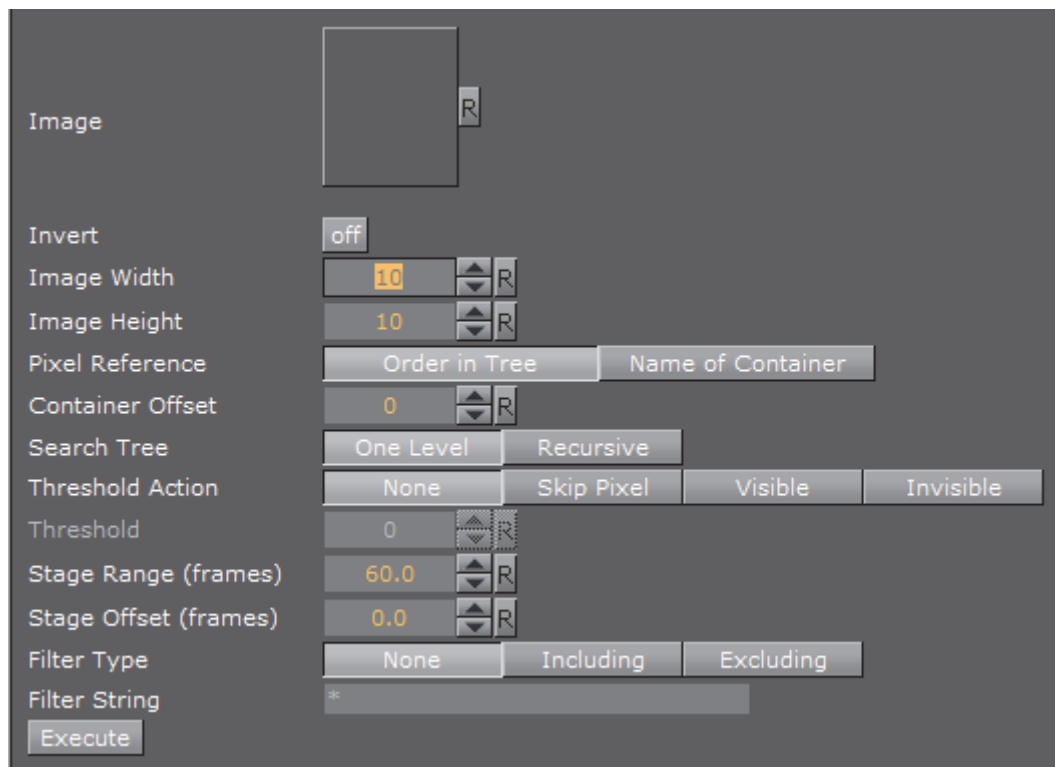 Image R
Invert off
Image Width 10 R
Image Height 10 R
Pixel Reference Order in Tree Name of Container
Container Offset 0 R
Search Tree One Level Recursive
Threshold Action None Skip Pixel Visible Invisible
Threshold 0 R
Stage Range (frames) 60.0 R
Stage Offset (frames) 0.0 R
Filter Type None Including Excluding
Filter String *
Execute